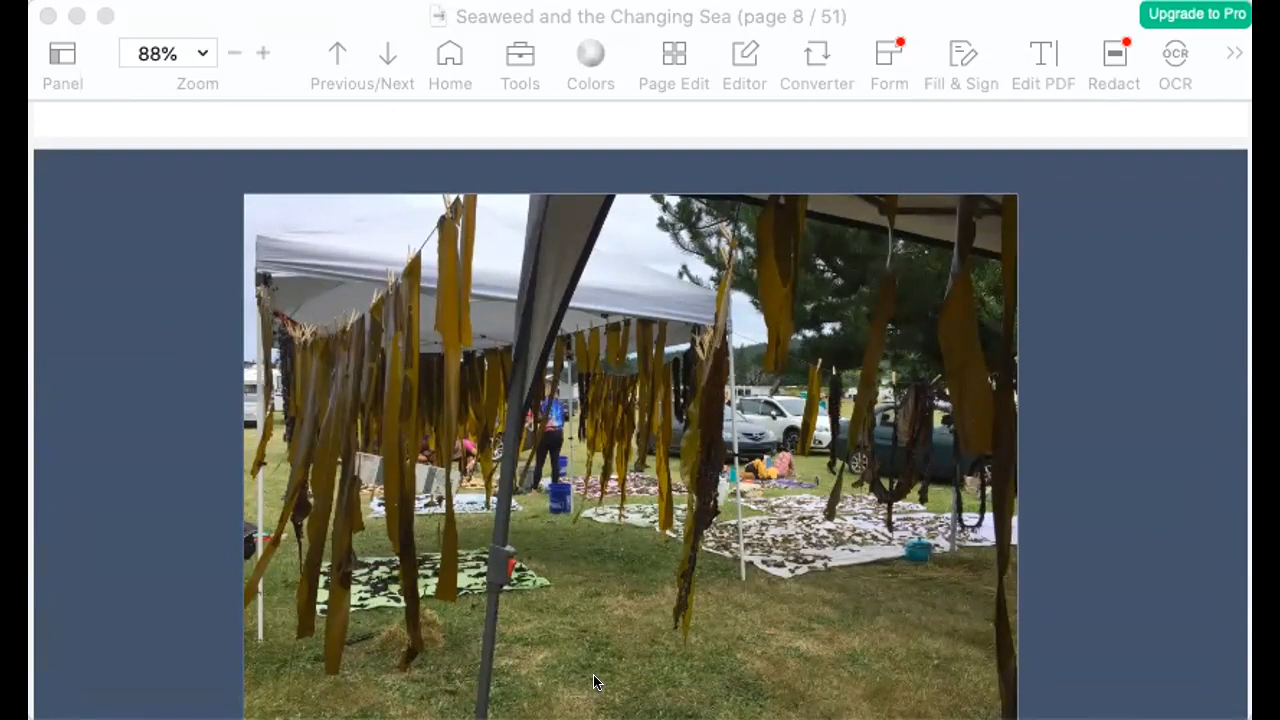 Seaweed and the Changing Sea (page 8 / 51)
Upgrade to Pro
88%
Panel
Zoom
Previous/Next
Home
Tools
Colors
Page Edit
Editor
Converter
Form
Fill & Sign
Edit PDF
Redact
OCR
OCR